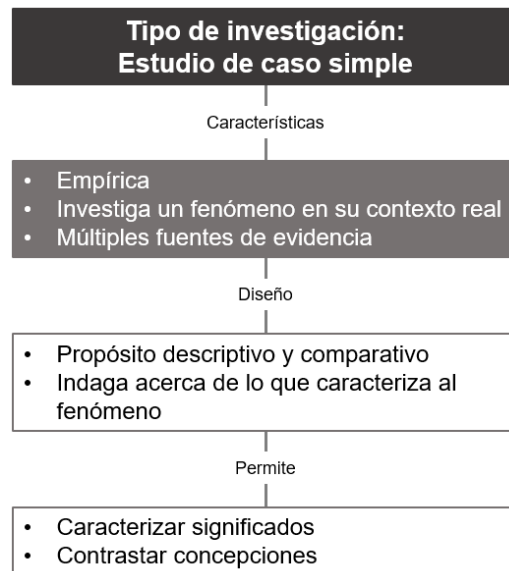 Tipo de investigación:
Estudio de caso simple
Características
• Empírica
• Investiga un fenómeno en su contexto real
• Múltiples fuentes de evidencia
Diseño
• Propósito descriptivo y comparativo
• Indaga acerca de lo que caracteriza al
fenómeno
Permite
• Caracterizar significados
• Contrastar concepciones